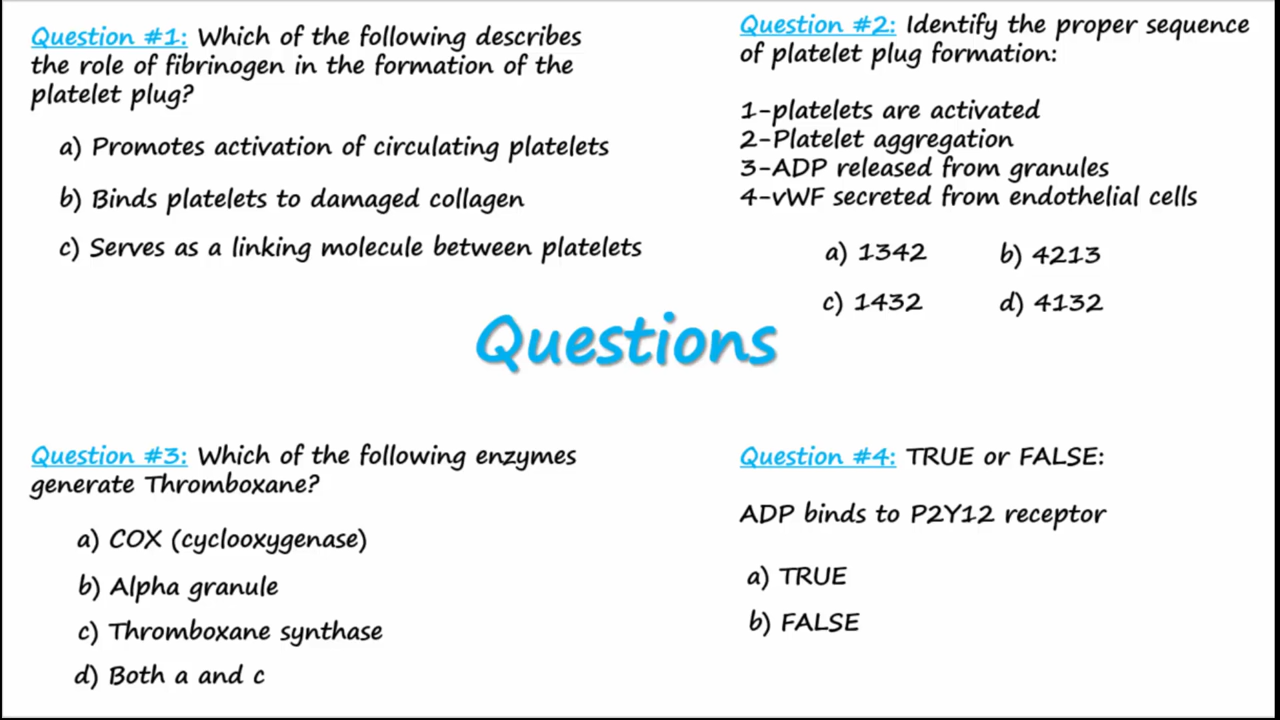 Question #1: Which of the following describes
the role of fibrinogen in the formation of the
platelet plug?
a) Promotes activation of circulating platelets
b) Binds platelets to damaged collagen
c) Serves as a linking molecule between platelets
Question #2: Identify the proper sequence
of platelet plug formation:
1-platelets are activated
2-Platelet aggregation
3-ADP released from granules
4-vWF secreted from endothelial cells
a) 1342 b) 4213
c) 1432 d) 4132
Questions
Question #3: Which of the following enzymes
generate Thromboxane?
a) COX (cyclooxygenase)
b) Alpha granule
c) Thromboxane synthase
d) Both a and c
Question #4: TRUE or FALSE:
ADP binds to P2Y12 receptor
a) TRUE
b) FALSE